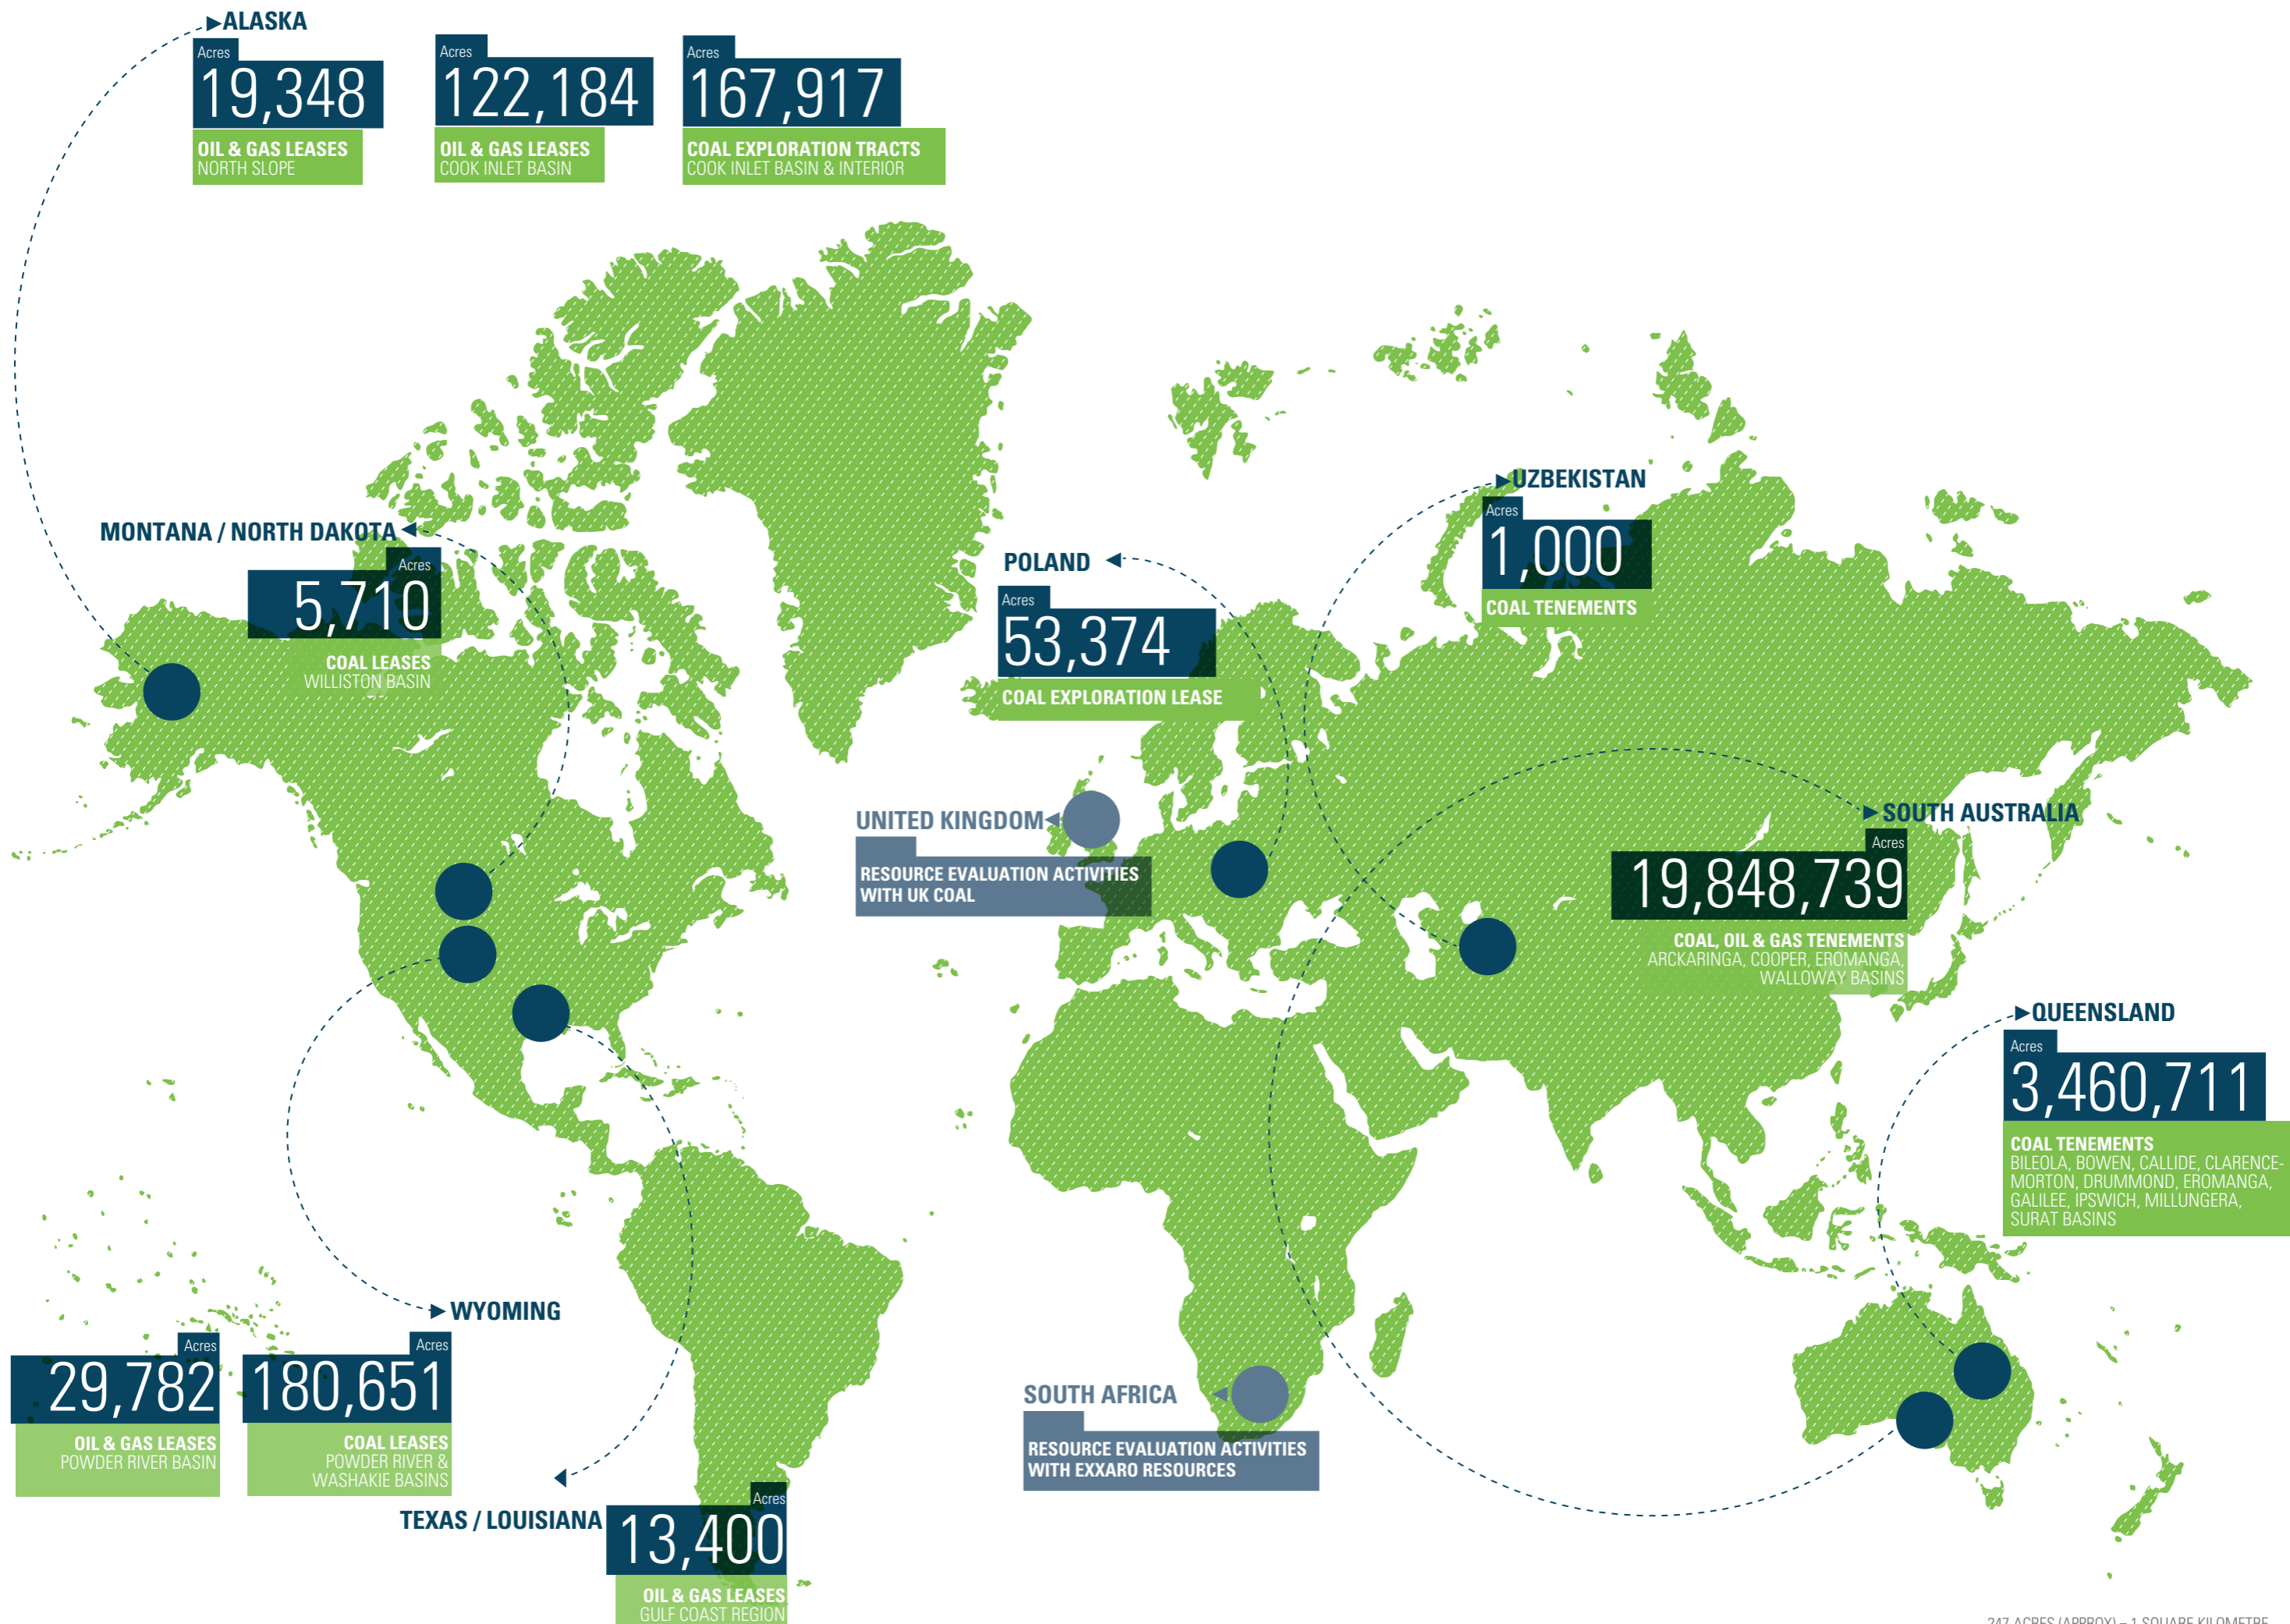 ALASKA
Acres
19,348
OIL & GAS LEASES
NORTH SLOPE
Acres
122,184
OIL & GAS LEASES
COOK INLET BASIN
Acres
167,917
COAL EXPLORATION TRACTS
COOK INLET BASIN & INTERIOR
MONTANA / NORTH DAKOTA
Acres
5,710
COAL LEASES
WILLISTON BASIN
POLAND
Acres
53,374
COAL EXPLORATION LEASE
UZBEKISTAN
Acres
1,000
COAL TENEMENTS
UNITED KINGDOM
RESOURCE EVALUATION ACTIVITIES
WITH UK COAL
SOUTH AUSTRALIA
Acres
19,848,739
COAL, OIL & GAS TENEMENTS
ARCKARINGA, COOPER, EROMANGA,
WALLOWAY BASINS
QUEENSLAND
Acres
3,460,711
COAL TENEMENTS
BILEOLA, BOWEN, CALLIDE, CLARENCE-
MORTON, DRUMMOND, EROMANGA,
GALILEE, IPSWICH, MILLUNGERA,
SURAT BASINS
WYOMING
Acres
29,782
OIL & GAS LEASES
POWDER RIVER BASIN
Acres
180,651
COAL LEASES
POWDER RIVER &
WASHAKIE BASINS
SOUTH AFRICA
RESOURCE EVALUATION ACTIVITIES
WITH EXXARO RESOURCES
TEXAS / LOUISIANA
Acres
13,400
OIL & GAS LEASES
GULF COAST REGION
247 ACRES (APPROX) = 1 SQUARE KILOMETRE